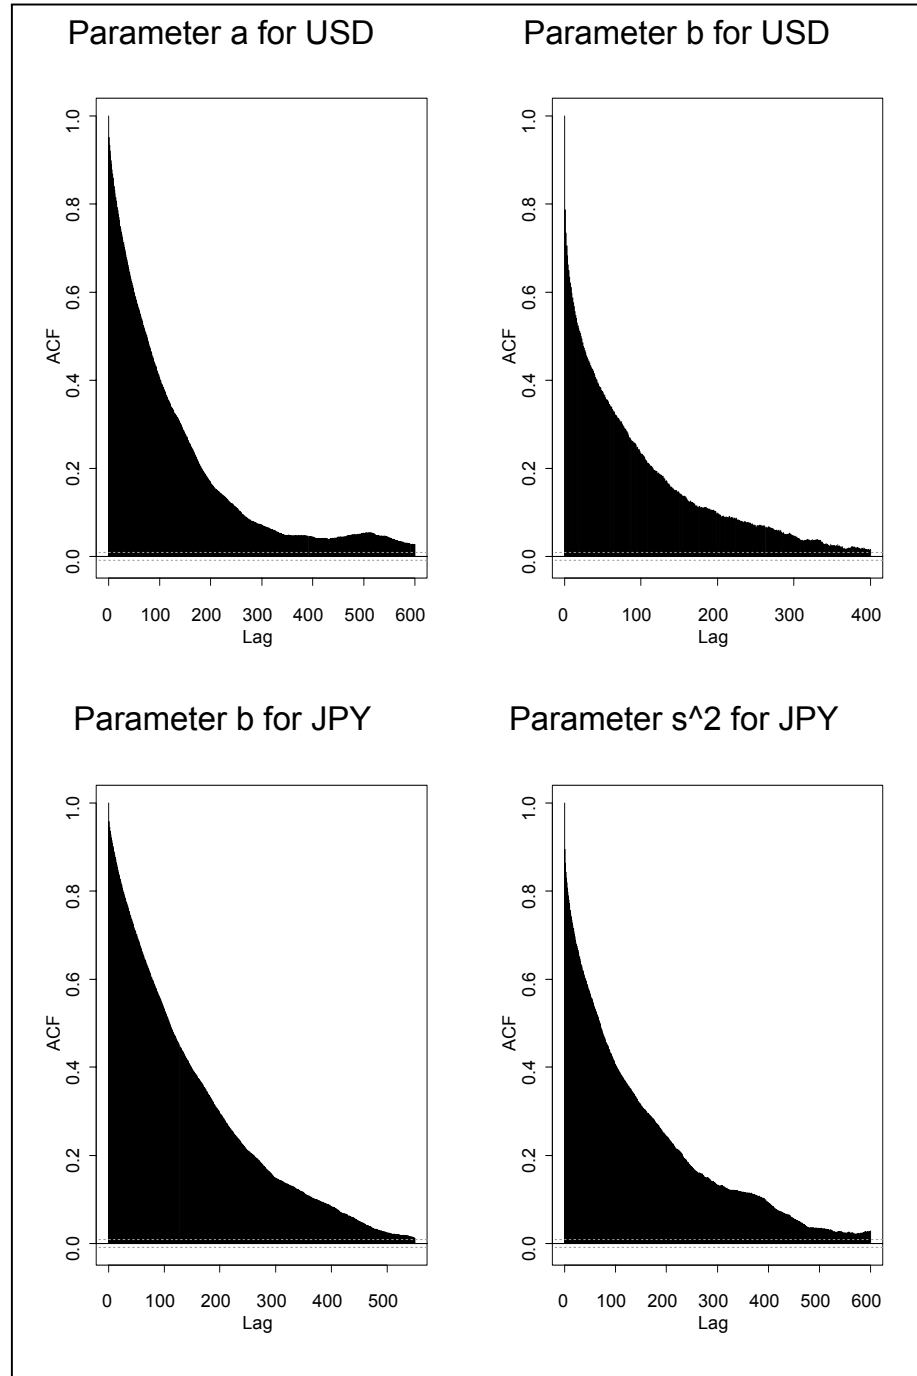 Parameter a for USD
Parameter b for USD
ACF
0.0 0.2 0.4 0.6 0.8 1.0
0 100 200 300 400 500 600
Lag
ACF
0.0 0.2 0.4 0.6 0.8 1.0
0 100 200 300 400
Lag
Parameter b for JPY
Parameter s^2 for JPY
ACF
0.0 0.2 0.4 0.6 0.8 1.0
0 100 200 300 400 500
Lag
ACF
0.0 0.2 0.4 0.6 0.8 1.0
0 100 200 300 400 500 600
Lag